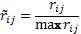 r̃ᵢⱼ = rᵢⱼ / max rᵢⱼ